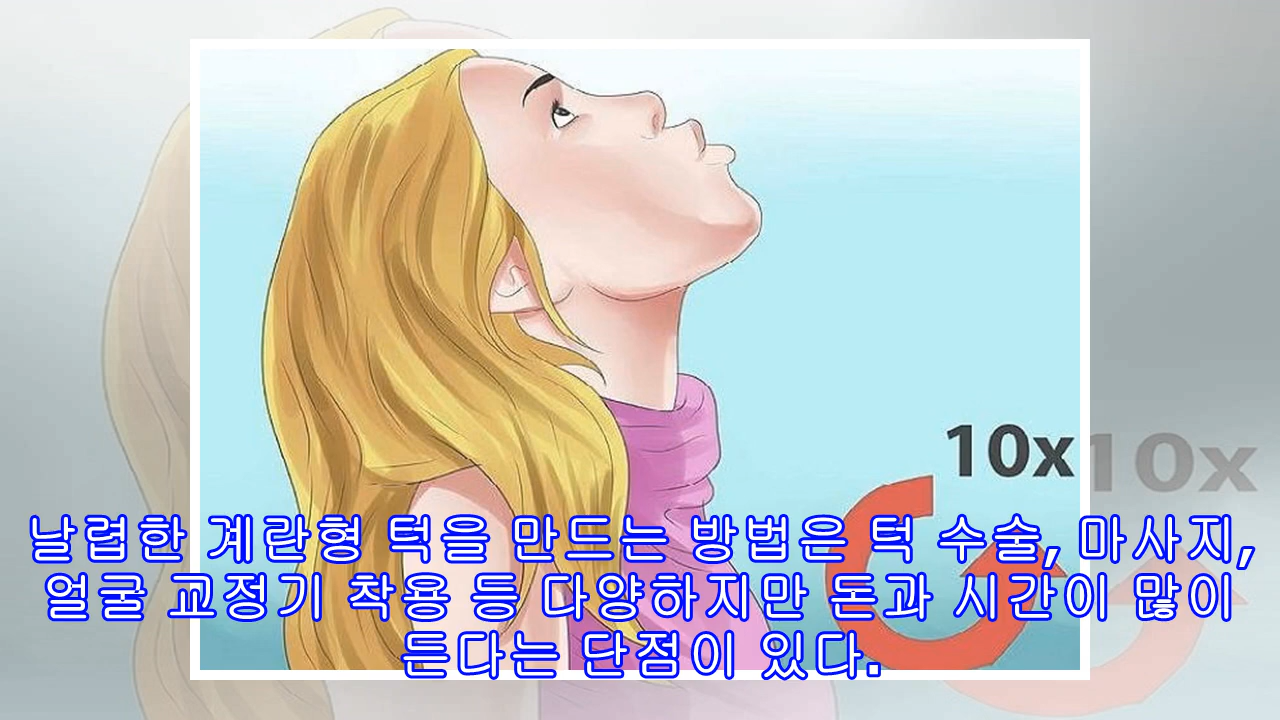 10x
10x
날렵한 계란형 턱을 만드는 방법은 턱 수술, 마사지,
얼굴 교정기 착용 등 다양하지만 돈과 시간이 많이
든다는 단점이 있다.